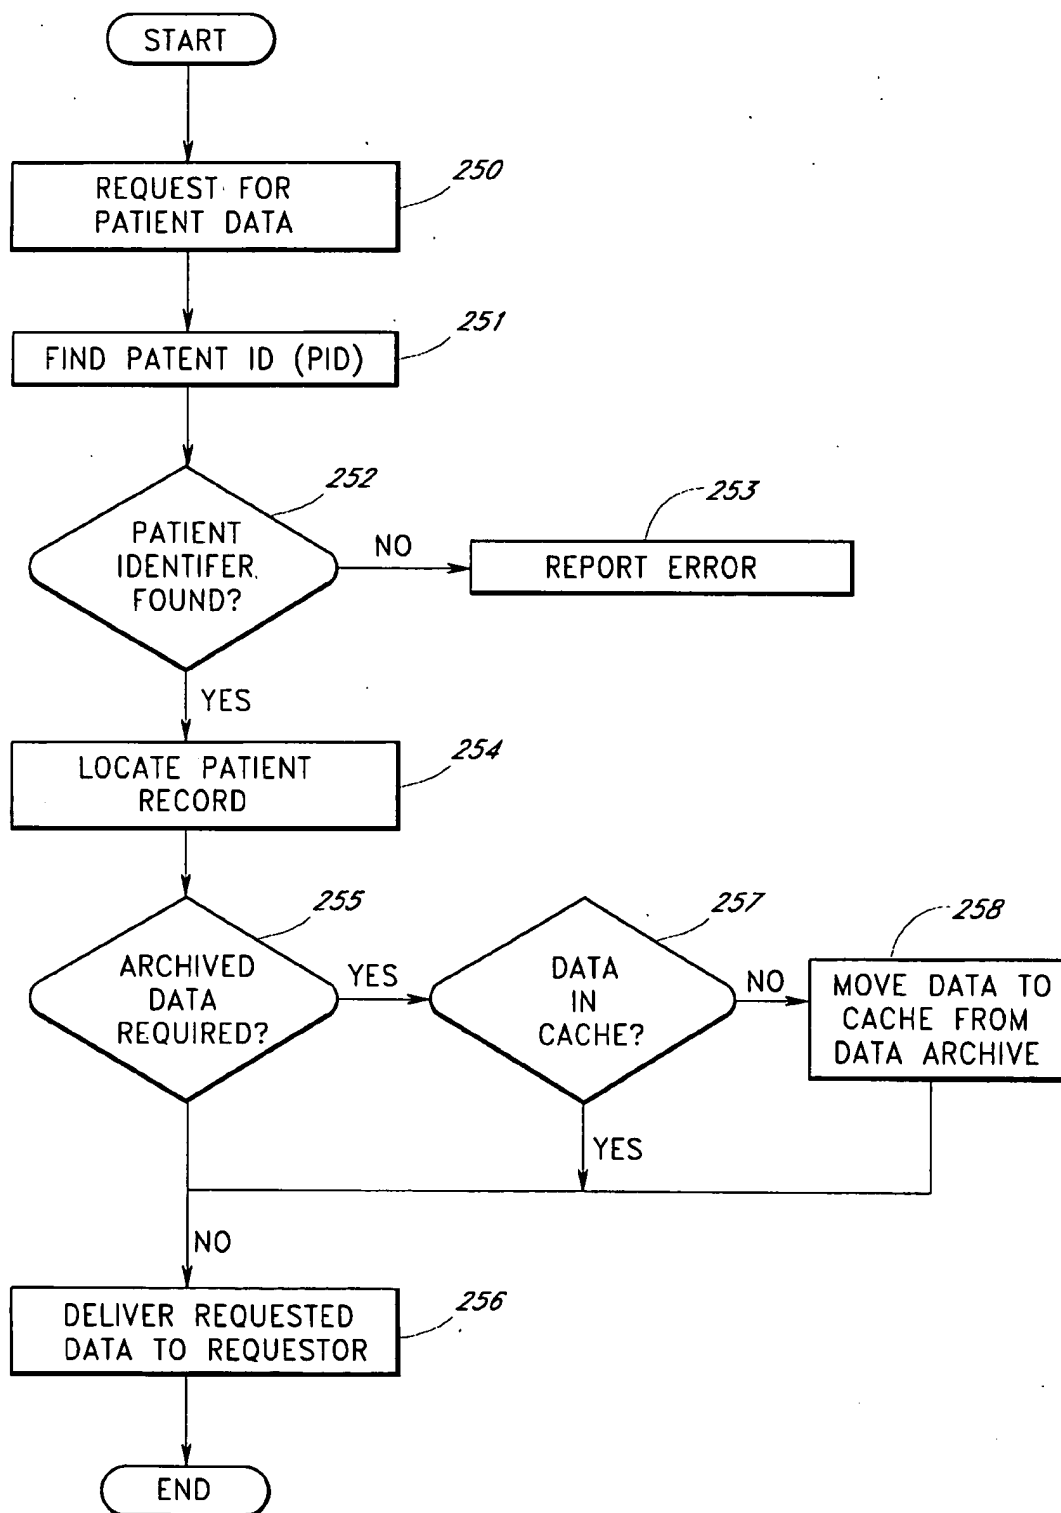 START
250
REQUEST FOR
PATIENT DATA
251
FIND PATENT ID (PID)
252
PATIENT
IDENTIFER
FOUND?
NO
253
REPORT ERROR
YES
254
LOCATE PATIENT
RECORD
255
ARCHIVED
DATA
REQUIRED?
YES
257
DATA
IN
CACHE?
NO
258
MOVE DATA TO
CACHE FROM
DATA ARCHIVE
YES
NO
256
DELIVER REQUESTED
DATA TO REQUESTOR
END